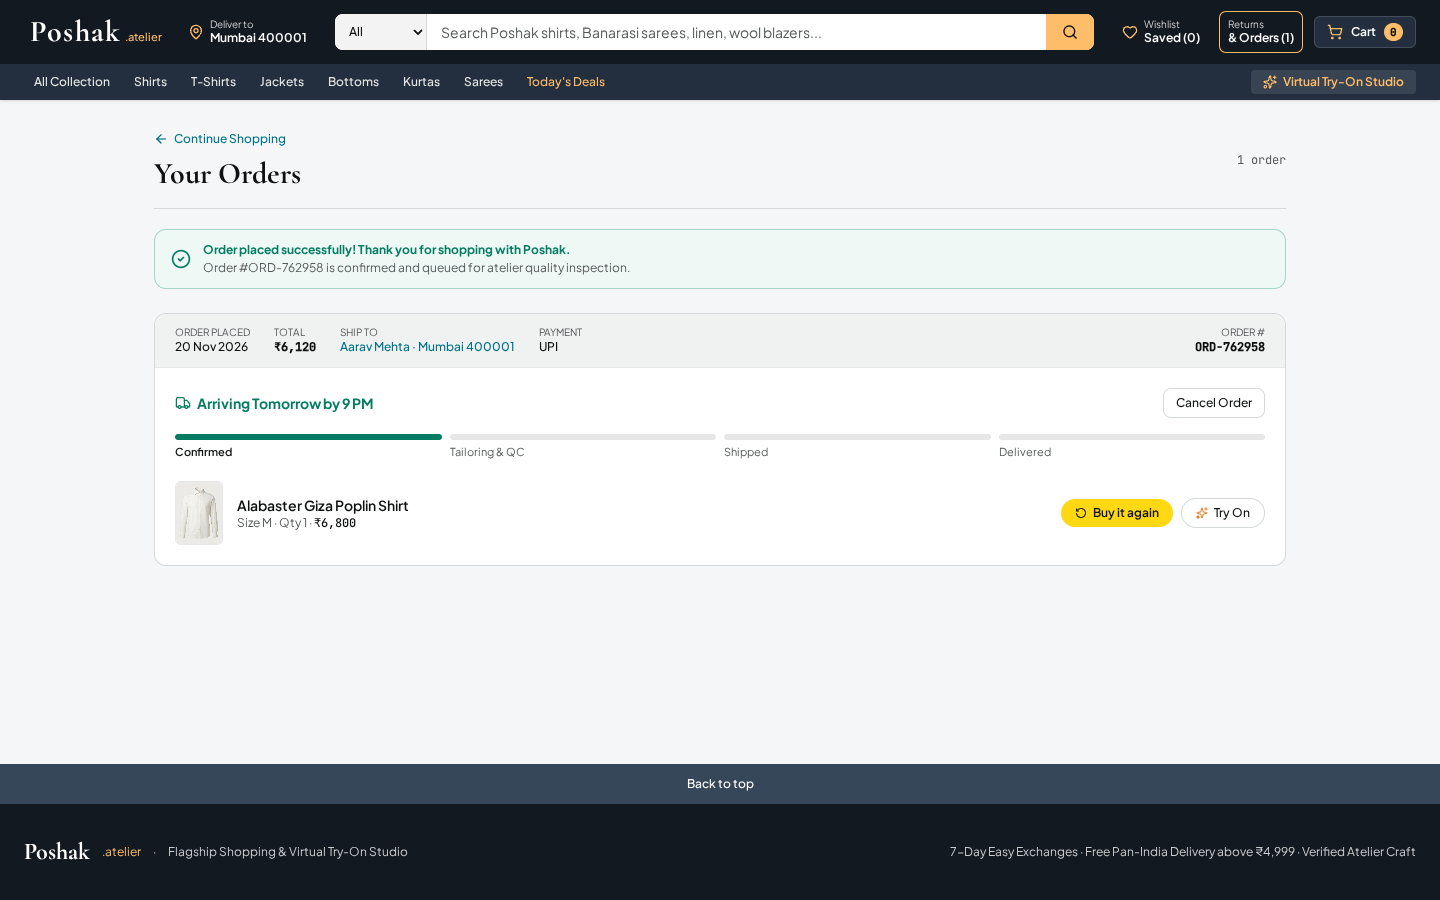 Poshak .atelier
Deliver to
Mumbai 400001
All
Search Poshak shirts, Banarasi sarees, linen, wool blazers...
Wishlist
Saved (0)
Returns
& Orders (1)
Cart 0
All Collection Shirts T-Shirts Jackets Bottoms Kurtas Sarees Today's Deals
Virtual Try-On Studio
Continue Shopping
Your Orders
1 order
Order placed successfully! Thank you for shopping with Poshak.
Order #ORD-762958 is confirmed and queued for atelier quality inspection.
ORDER PLACED TOTAL SHIP TO PAYMENT ORDER #
20 Nov 2026 ₹6,120 Aarav Mehta · Mumbai 400001 UPI ORD-762958
Arriving Tomorrow by 9 PM
Cancel Order
Confirmed Tailoring & QC Shipped Delivered
Alabaster Giza Poplin Shirt
Size M · Qty 1 · ₹6,800
Buy it again
Try On
Back to top
Poshak .atelier · Flagship Shopping & Virtual Try-On Studio
7-Day Easy Exchanges · Free Pan-India Delivery above ₹4,999 · Verified Atelier Craft